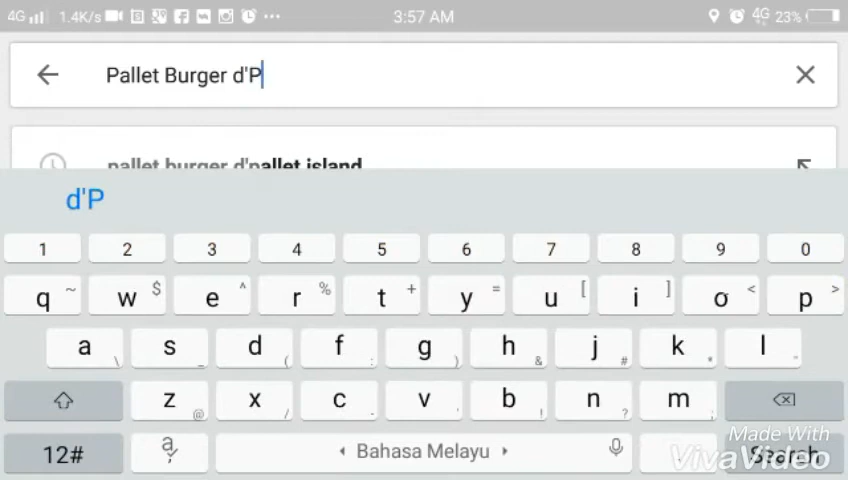 4G 1.4K/s 3:57 AM 4G 23%
Pallet Burger d'P
pallet burger d'pallet island
d'P
1 2 3 4 5 6 7 8 9 0
q ~ w $ e ^ r % t + y = u [ i ] o < p >
a \ s _ d ( f : g ) h & j # k * l "
z @ x / c - v ' b ! n ? m ;
12# a, Bahasa Melayu . Search
Made With
VivaVideo